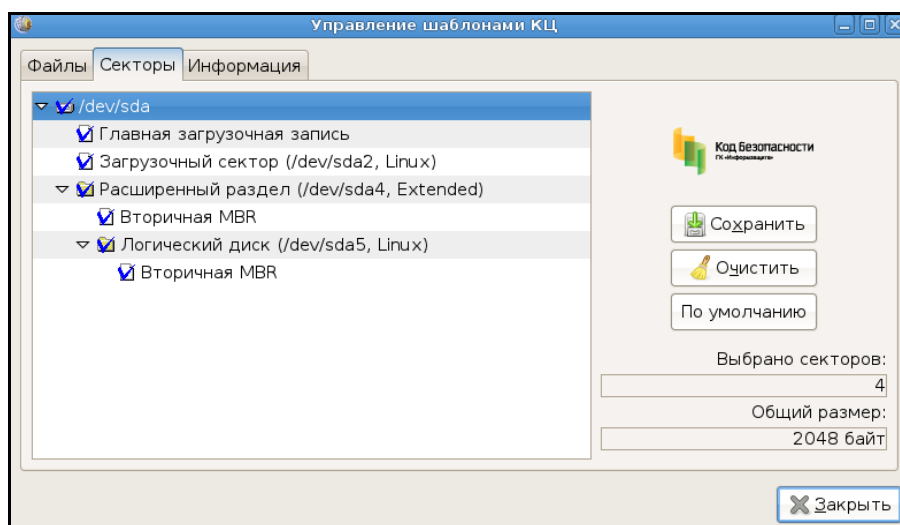 Управление шаблонами КЦ
Файлы Секторы Информация
/dev/sda
Главная загрузочная запись
Загрузочный сектор (/dev/sda2, Linux)
Расширенный раздел (/dev/sda4, Extended)
Вторичная MBR
Логический диск (/dev/sda5, Linux)
Вторичная MBR
Код Безопасности
ГК «Информзащита»
Сохранить
Очистить
По умолчанию
Выбрано секторов:
4
Общий размер:
2048 байт
Закрыть